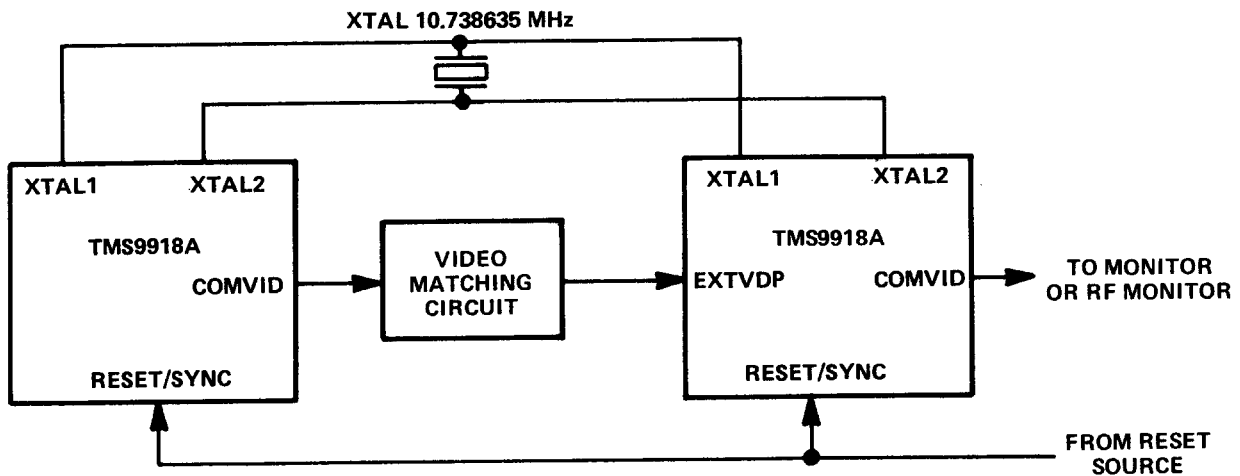 XTAL 10.738635 MHz
XTAL1
XTAL2
TMS9918A
COMVID
RESET/SYNC
VIDEO
MATCHING
CIRCUIT
XTAL1
XTAL2
TMS9918A
EXTVDP
COMVID
RESET/SYNC
TO MONITOR
OR RF MONITOR
FROM RESET
SOURCE